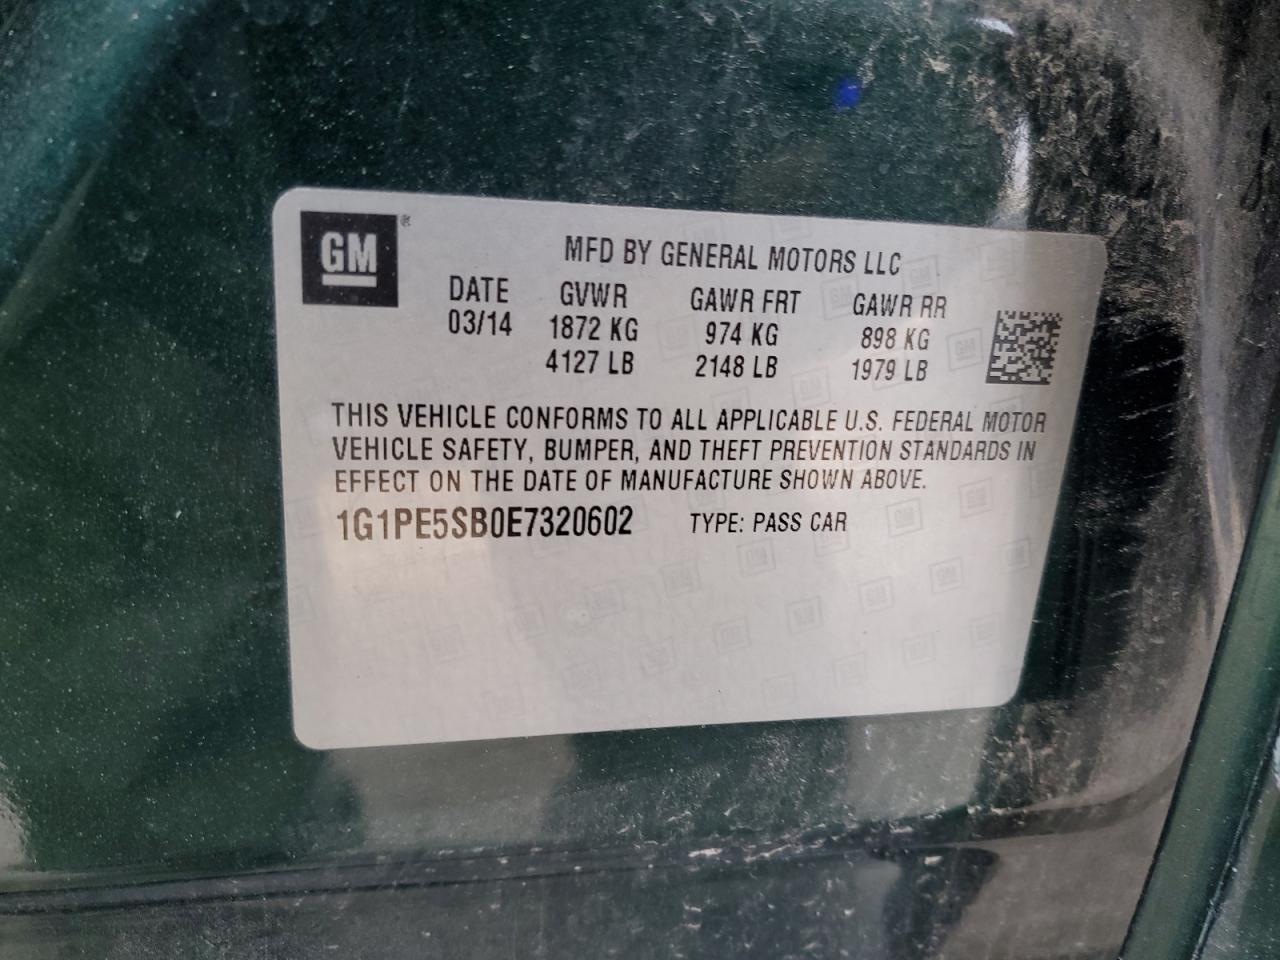 GM®
MFD BY GENERAL MOTORS LLC
DATE GVWR GAWR FRT GAWR RR
03/14 1872 KG 974 KG 898 KG
4127 LB 2148 LB 1979 LB
THIS VEHICLE CONFORMS TO ALL APPLICABLE U.S. FEDERAL MOTOR
VEHICLE SAFETY, BUMPER, AND THEFT PREVENTION STANDARDS IN
EFFECT ON THE DATE OF MANUFACTURE SHOWN ABOVE.
1G1PE5SB0E7320602 TYPE: PASS CAR